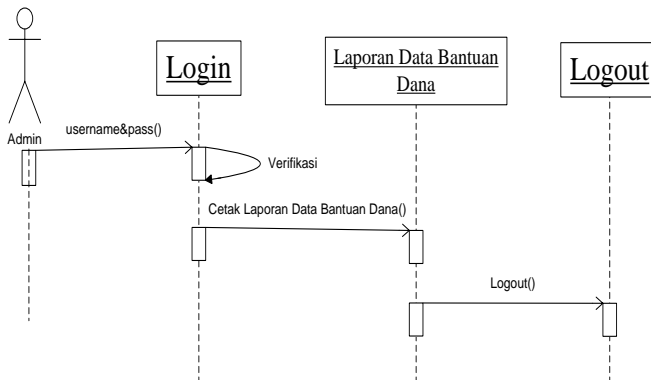 Login
Laporan Data Bantuan
Dana
Logout
Admin
username&pass()
Verifikasi
Cetak Laporan Data Bantuan Dana()
Logout()